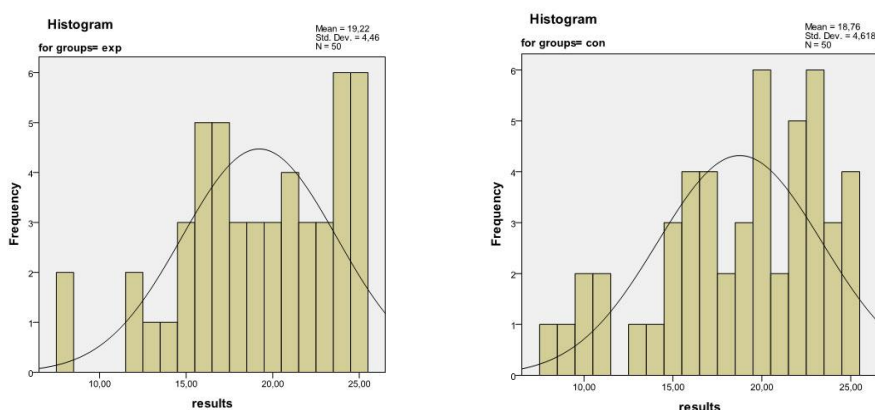 Histogram
for groups= exp
Mean = 19,22
Std. Dev. = 4,46
N = 50
Frequency
6
5
4
3
2
1
0
10,00 15,00 20,00 25,00
results
Histogram
for groups= con
Mean = 18,76
Std. Dev. = 4,618
N = 50
Frequency
6
5
4
3
2
1
0
10,00 15,00 20,00 25,00
results